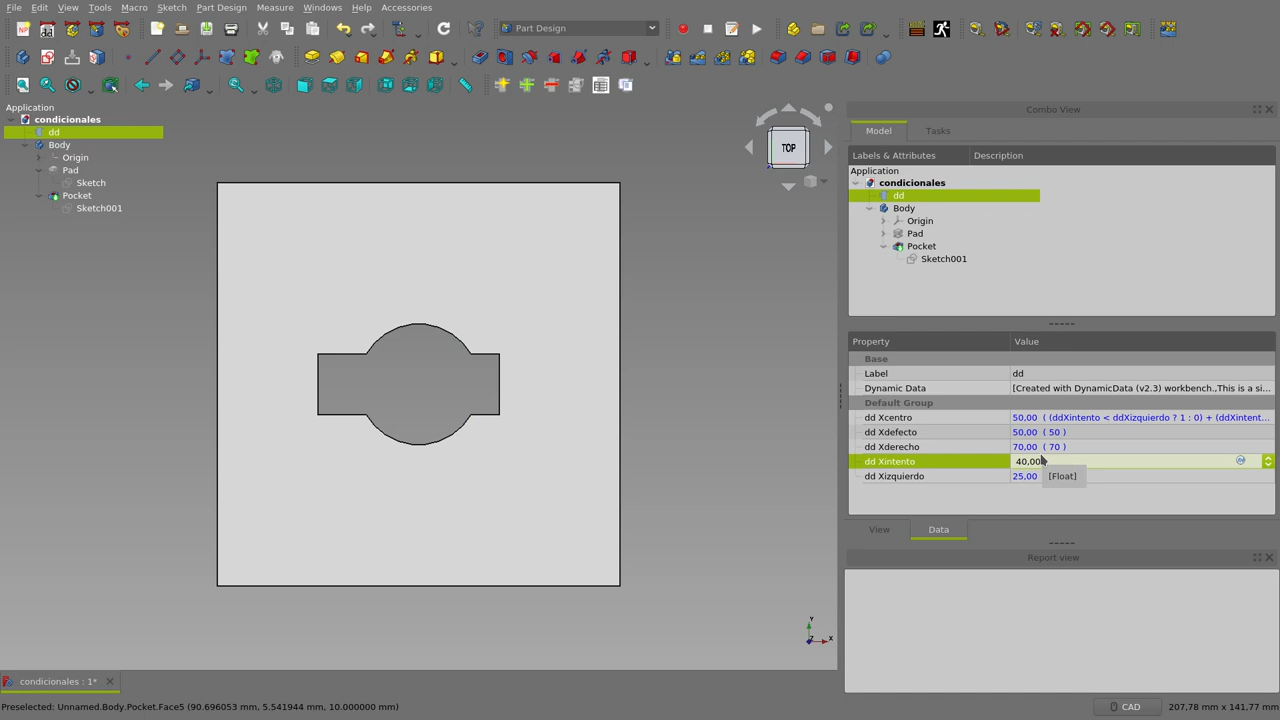 File Edit View Tools Macro Sketch Part Design Measure Windows Help Accessories
Part Design
Application
condicionales
dd
Body
Origin
Pad
Sketch
Pocket
Sketch001
TOP
Y
Z
X
Combo View
Model Tasks
Labels & Attributes Description
Application
condicionales
dd
Body
Origin
Pad
Pocket
Sketch001
Property Value
Base
Label dd
Dynamic Data [Created with DynamicData (v2.3) workbench.,This is a si...
Default Group
dd Xcentro 50,00 ( (ddXintento < ddXizquierdo ? 1 : 0) + (ddXintent...
dd Xdefecto 50,00 ( 50 )
dd Xderecho 70,00 ( 70 )
dd Xintento 40,00
dd Xizquierdo 25,00 [Float]
View Data
Report view
condicionales : 1*
Preselected: Unnamed.Body.Pocket.Face5 (90.696053 mm, 5.541944 mm, 10.000000 mm) CAD 207,78 mm x 141,77 mm